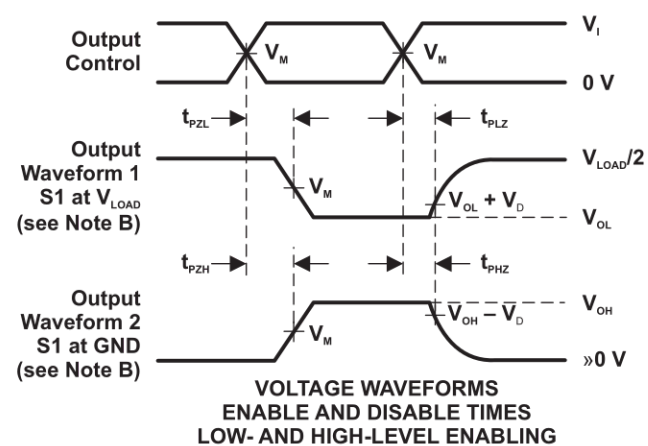 Output
Control
V_M
V_M
V_I
0 V
t_PZL
t_PLZ
Output
Waveform 1
S1 at V_LOAD
(see Note B)
V_M
V_OL + V_D
V_LOAD/2
V_OL
t_PZH
t_PHZ
Output
Waveform 2
S1 at GND
(see Note B)
V_M
V_OH − V_D
V_OH
»0 V
VOLTAGE WAVEFORMS
ENABLE AND DISABLE TIMES
LOW- AND HIGH-LEVEL ENABLING